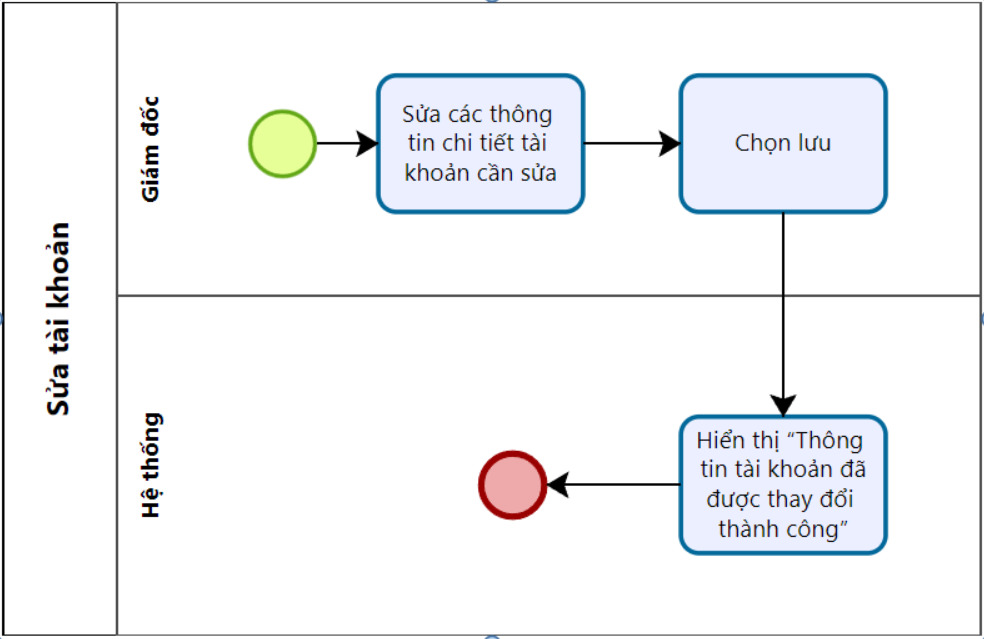 Sửa tài khoản
Giám đốc
Sửa các thông
tin chi tiết tài
khoản cần sửa
Chọn lưu
Hệ thống
Hiển thị “Thông
tin tài khoản đã
được thay đổi
thành công”